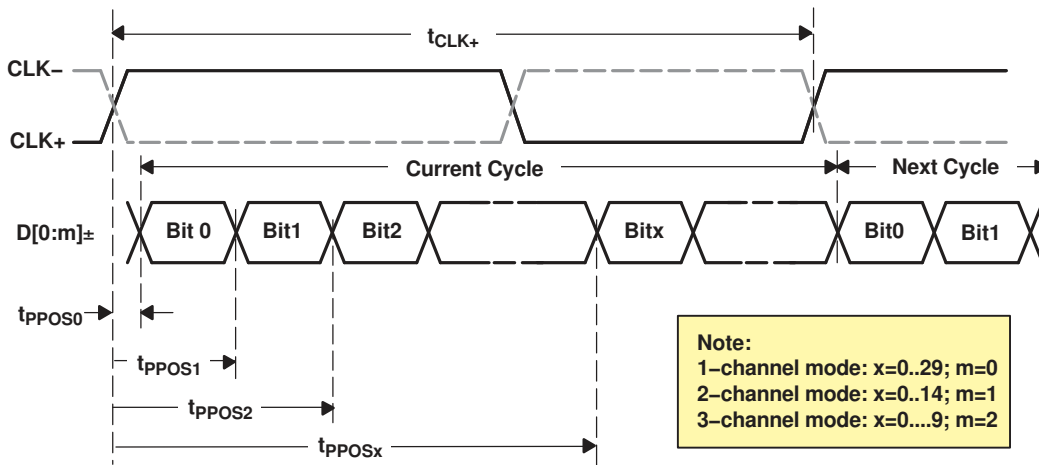 tCLK+
CLK–
CLK+
Current Cycle
Next Cycle
D[0:m]±
Bit 0
Bit1
Bit2
Bitx
Bit0
Bit1
tPPOS0
tPPOS1
tPPOS2
tPPOSx
Note:
1–channel mode: x=0..29; m=0
2–channel mode: x=0..14; m=1
3–channel mode: x=0....9; m=2